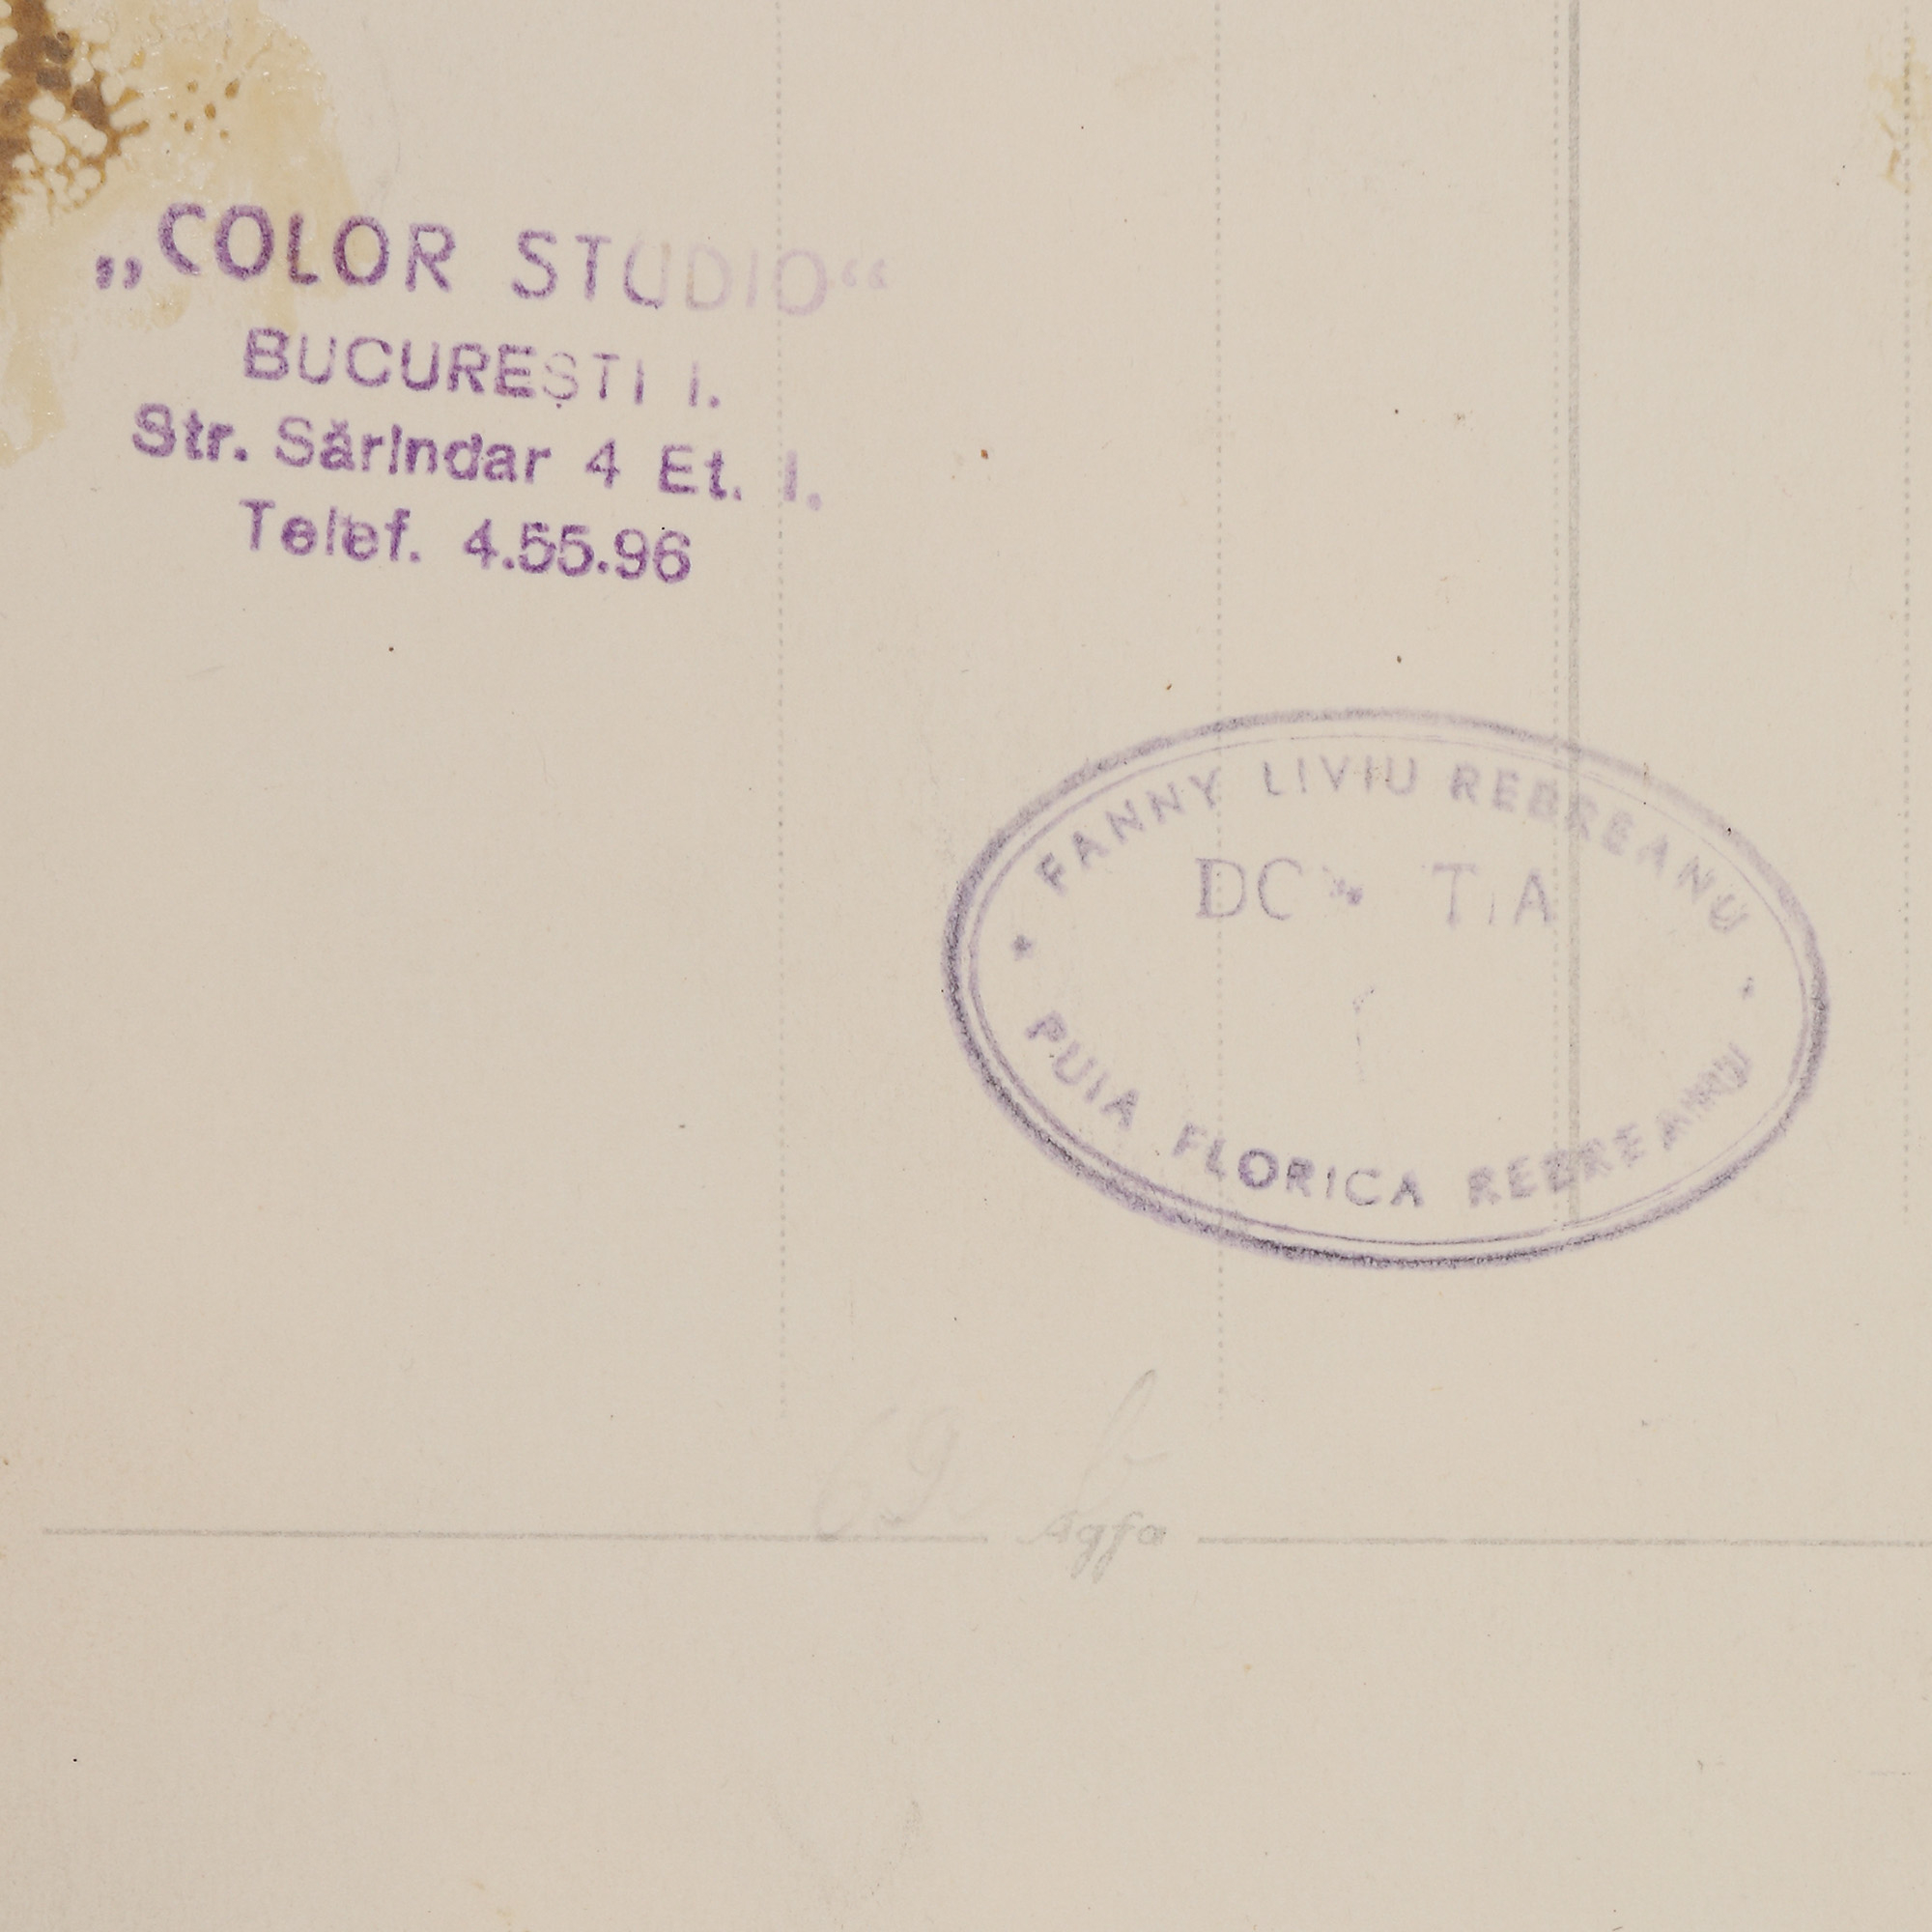 „COLOR STUDIO“
BUCUREȘTI I.
Str. Sărindar 4 Et. I.
Telef. 4.55.96
FANNY LIVIU REBREANU
PUIA FLORICA REBREANU
Agfa